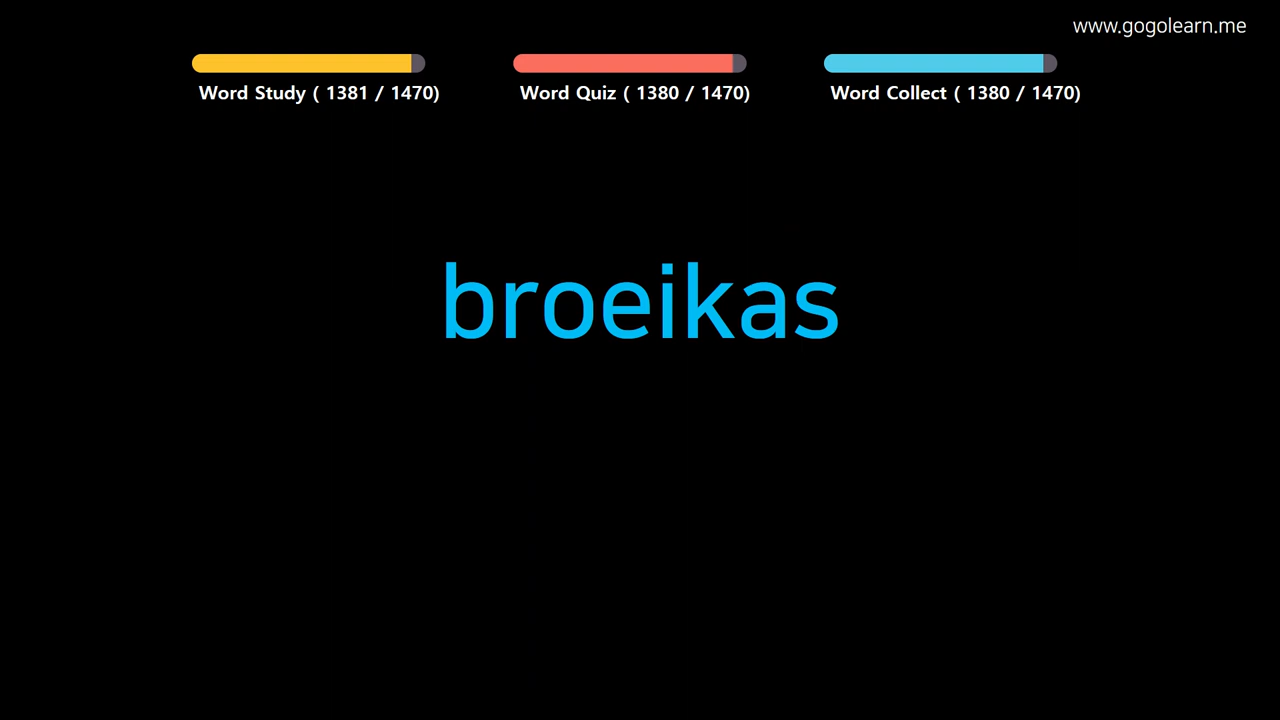 www.gogolearn.me
Word Study ( 1381 / 1470)
Word Quiz ( 1380 / 1470)
Word Collect ( 1380 / 1470)
broeikas